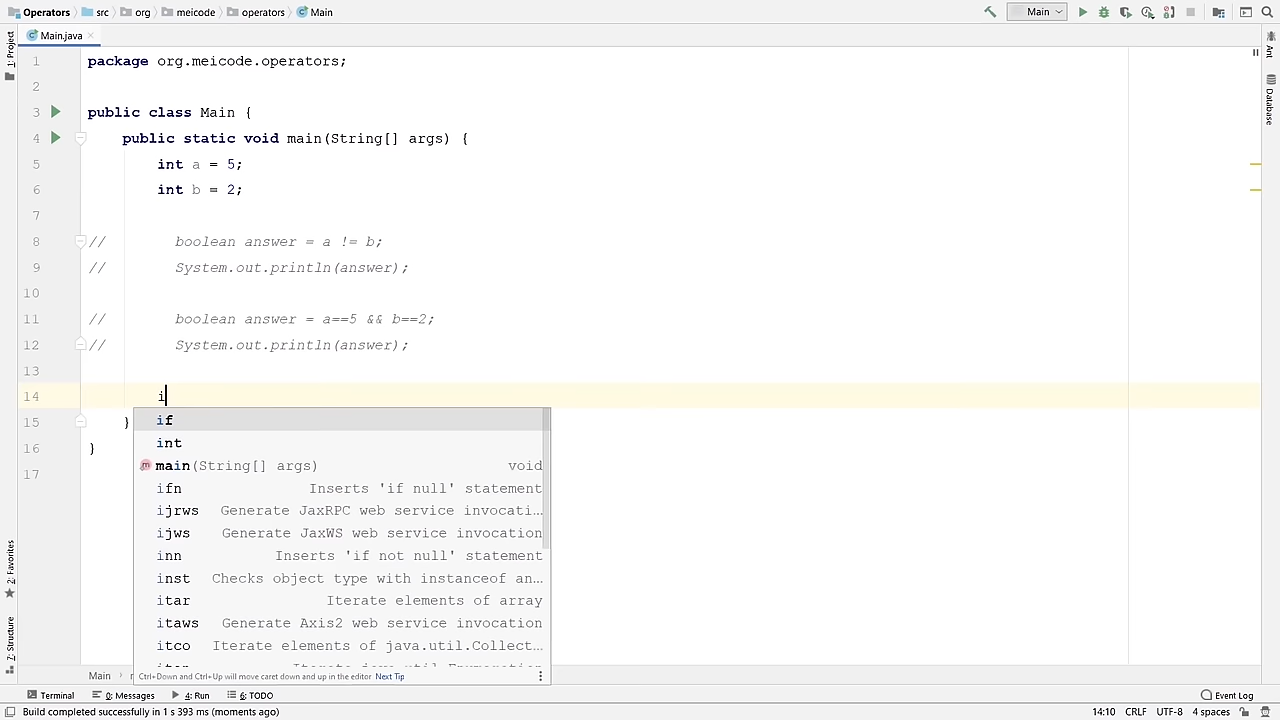 Operators src org meicode operators Main
Main
Main.java
1 package org.meicode.operators;
2
3 public class Main {
4 public static void main(String[] args) {
5 int a = 5;
6 int b = 2;
7
8 // boolean answer = a != b;
9 // System.out.println(answer);
10
11 // boolean answer = a==5 && b==2;
12 // System.out.println(answer);
13
14 i
15 }
16 }
17
if
int
m main(String[] args) void
ifn Inserts 'if null' statement
ijrws Generate JaxRPC web service invocati...
ijws Generate JaxWS web service invocation
inn Inserts 'if not null' statement
inst Checks object type with instanceof an...
itar Iterate elements of array
itaws Generate Axis2 web service invocation
itco Iterate elements of java.util.Collect...
Ctrl+Down and Ctrl+Up will move caret down and up in the editor Next Tip
Main
1: Project
2: Favorites
7: Structure
Ant
Database
Terminal 0: Messages 4: Run 6: TODO Event Log
Build completed successfully in 1 s 393 ms (moments ago) 14:10 CRLF UTF-8 4 spaces